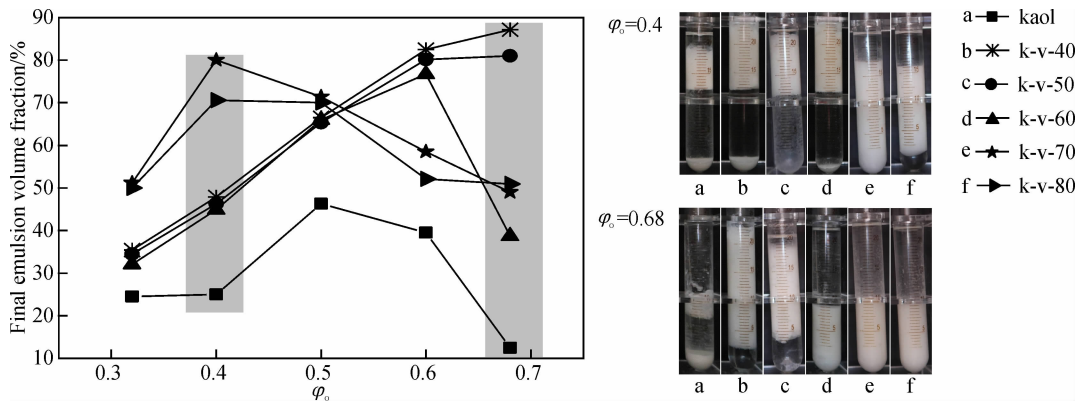 Final emulsion volume fraction/%
90
80
70
60
50
40
30
20
10
0.3 0.4 0.5 0.6 0.7
φₒ
φₒ=0.4
a b c d e f
φₒ=0.68
a b c d e f
a kaol
b k-v-40
c k-v-50
d k-v-60
e k-v-70
f k-v-80